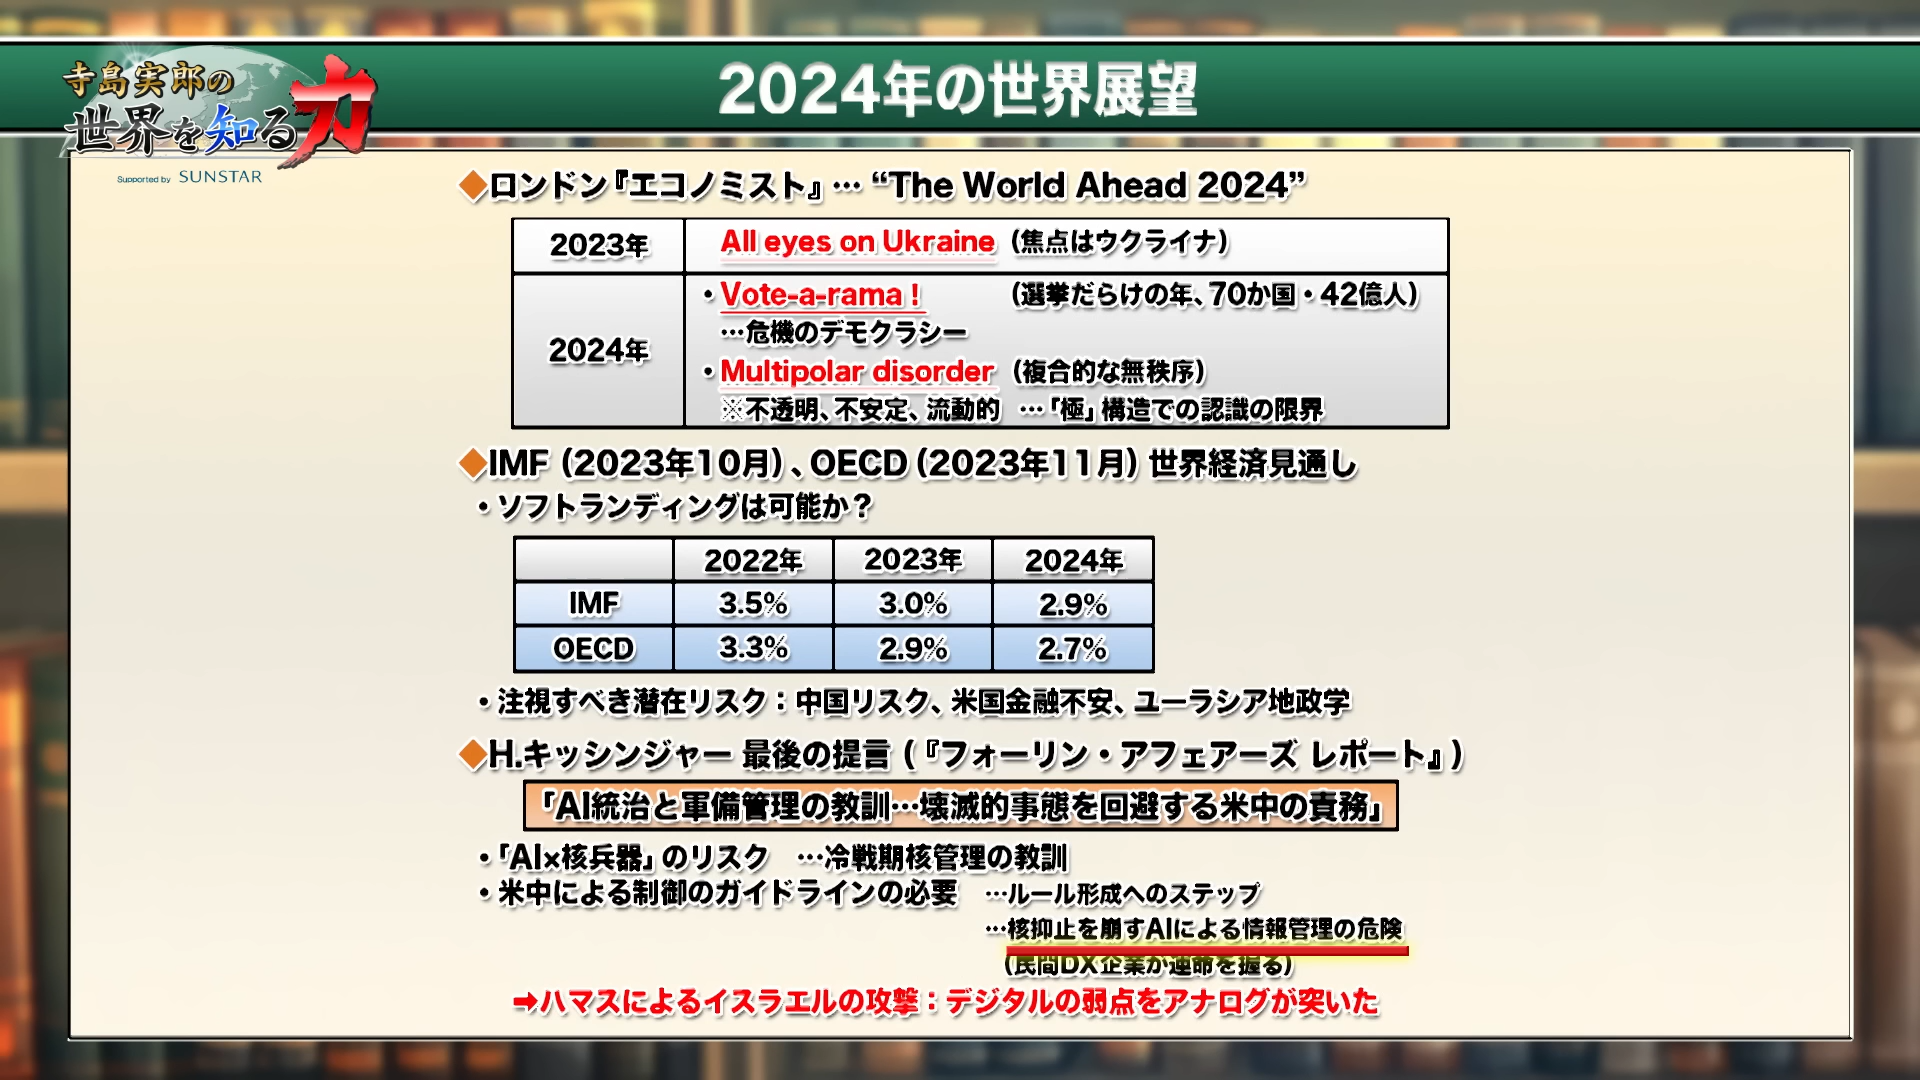 寺島実郎の
世界を知る力
Supported by SUNSTAR
2024年の世界展望
◆ロンドン『エコノミスト』… “The World Ahead 2024”
2023年 All eyes on Ukraine（焦点はウクライナ）
2024年
・Vote-a-rama！（選挙だらけの年、70か国・42億人）
…危機のデモクラシー
・Multipolar disorder（複合的な無秩序）
※不透明、不安定、流動的 …「極」構造での認識の限界
◆IMF（2023年10月）、OECD（2023年11月）世界経済見通し
・ソフトランディングは可能か？
2022年 2023年 2024年
IMF 3.5% 3.0% 2.9%
OECD 3.3% 2.9% 2.7%
・注視すべき潜在リスク：中国リスク、米国金融不安、ユーラシア地政学
◆H.キッシンジャー 最後の提言（『フォーリン・アフェアーズ レポート』）
「AI統治と軍備管理の教訓…壊滅的事態を回避する米中の責務」
・「AI×核兵器」のリスク …冷戦期核管理の教訓
・米中による制御のガイドラインの必要 …ルール形成へのステップ
…核抑止を崩すAIによる情報管理の危険
（民間DX企業が運命を握る）
➡ハマスによるイスラエルの攻撃：デジタルの弱点をアナログが突いた